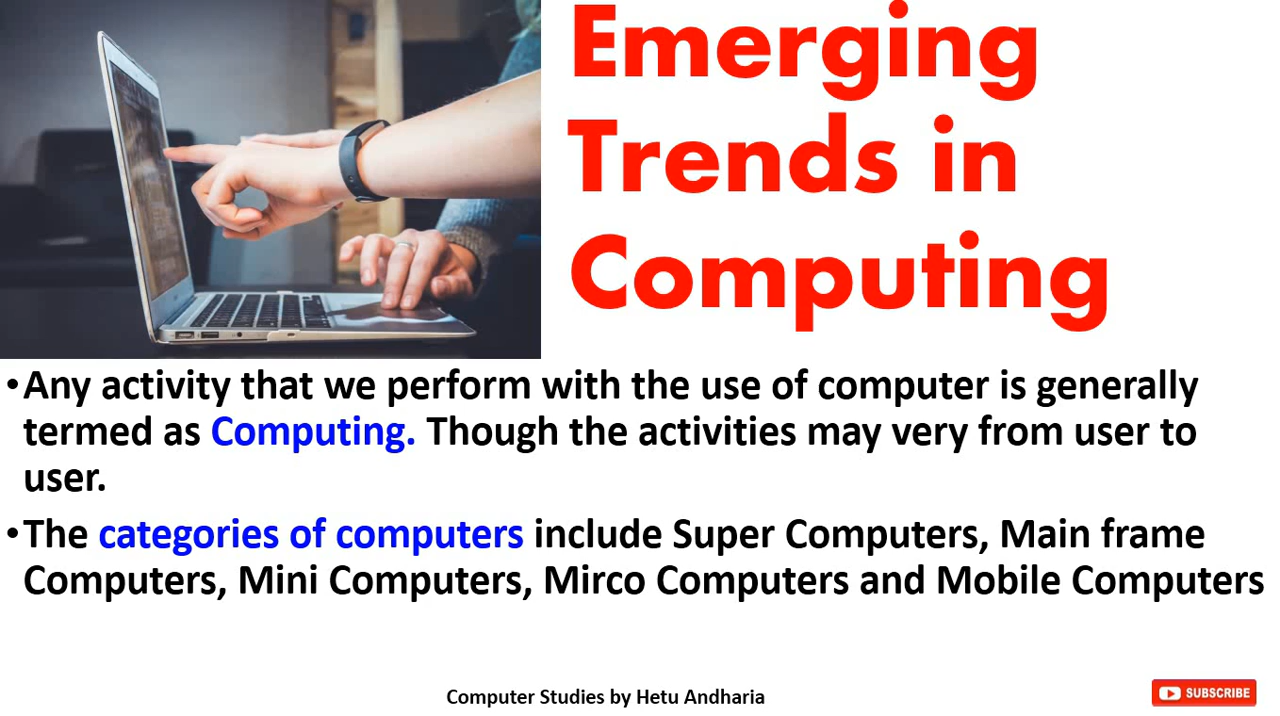 Emerging
Trends in
Computing
•Any activity that we perform with the use of computer is generally
termed as Computing. Though the activities may very from user to
user.
•The categories of computers include Super Computers, Main frame
Computers, Mini Computers, Mirco Computers and Mobile Computers
Computer Studies by Hetu Andharia
SUBSCRIBE